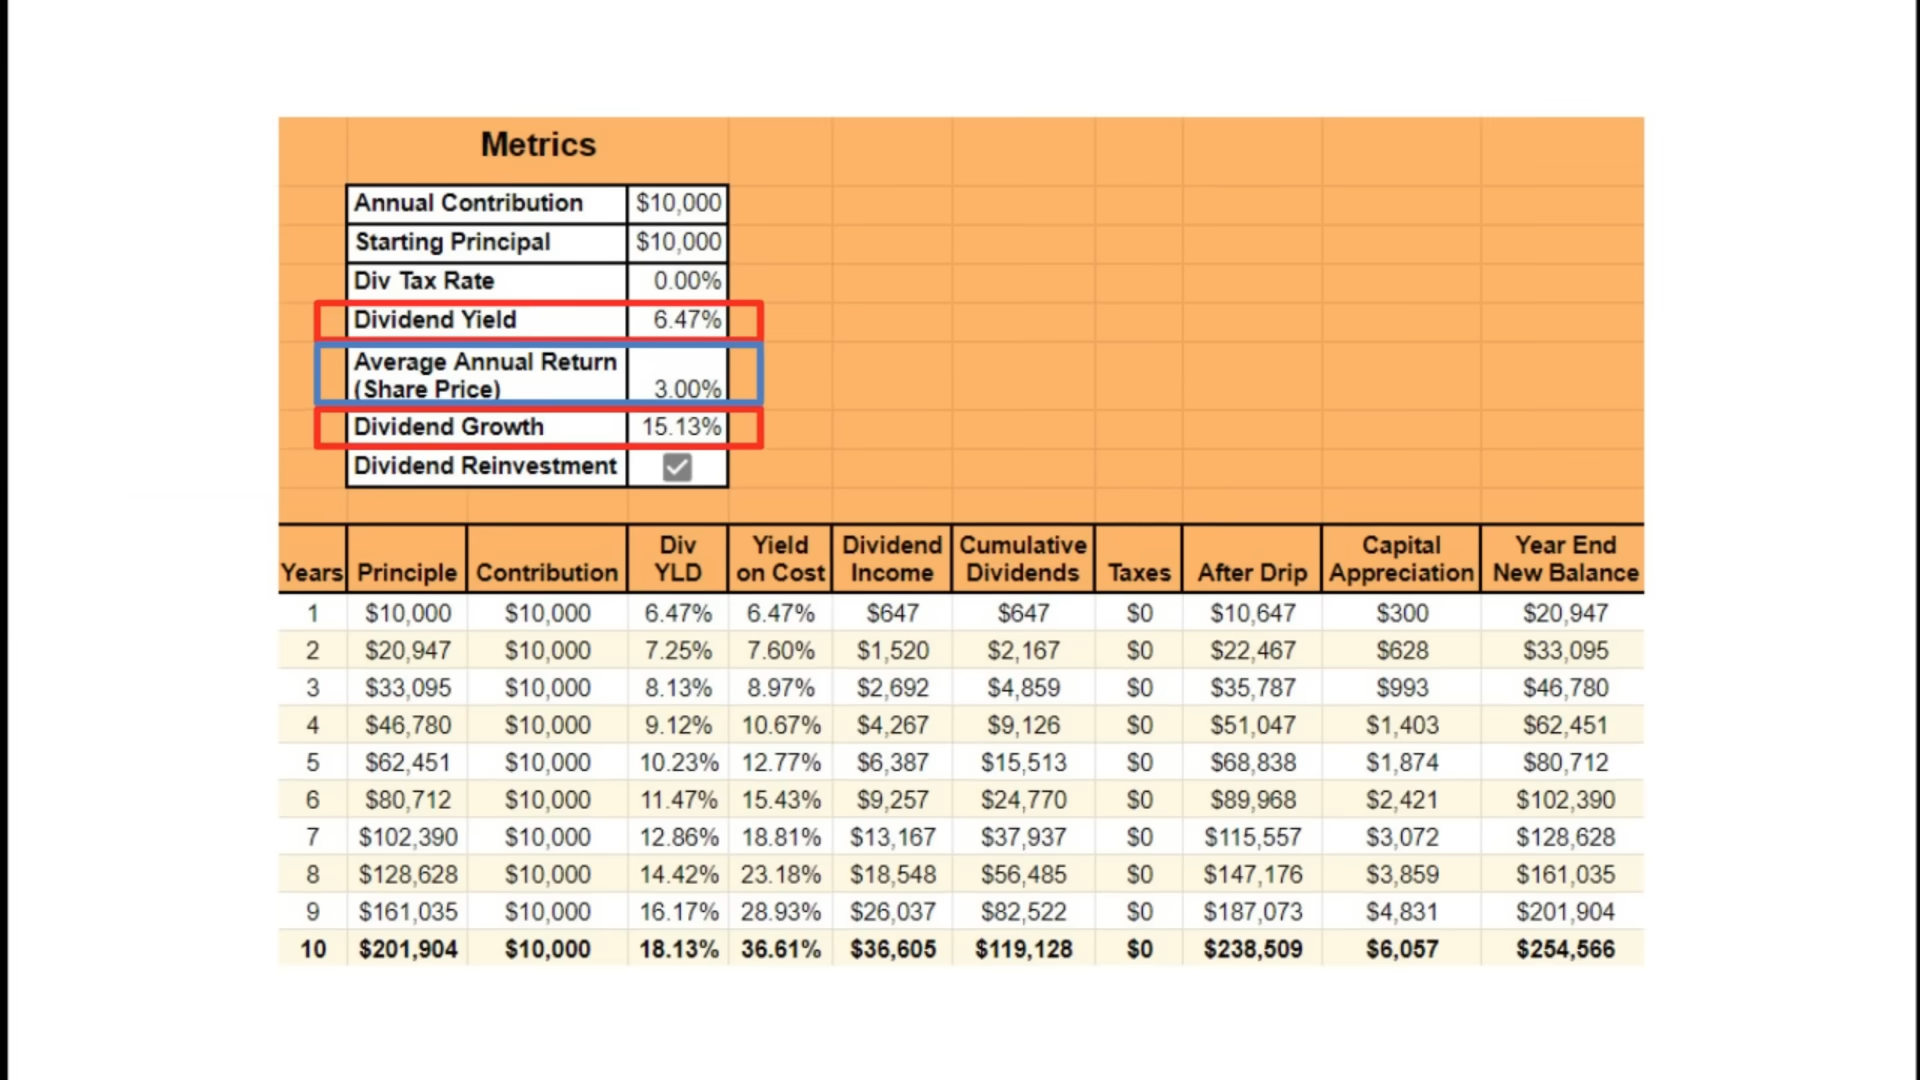 Metrics
Annual Contribution $10,000
Starting Principal $10,000
Div Tax Rate 0.00%
Dividend Yield 6.47%
Average Annual Return
(Share Price) 3.00%
Dividend Growth 15.13%
Dividend Reinvestment
Years Principle Contribution Div YLD Yield on Cost Dividend Income Cumulative Dividends Taxes After Drip Capital Appreciation Year End New Balance
1 $10,000 $10,000 6.47% 6.47% $647 $647 $0 $10,647 $300 $20,947
2 $20,947 $10,000 7.25% 7.60% $1,520 $2,167 $0 $22,467 $628 $33,095
3 $33,095 $10,000 8.13% 8.97% $2,692 $4,859 $0 $35,787 $993 $46,780
4 $46,780 $10,000 9.12% 10.67% $4,267 $9,126 $0 $51,047 $1,403 $62,451
5 $62,451 $10,000 10.23% 12.77% $6,387 $15,513 $0 $68,838 $1,874 $80,712
6 $80,712 $10,000 11.47% 15.43% $9,257 $24,770 $0 $89,968 $2,421 $102,390
7 $102,390 $10,000 12.86% 18.81% $13,167 $37,937 $0 $115,557 $3,072 $128,628
8 $128,628 $10,000 14.42% 23.18% $18,548 $56,485 $0 $147,176 $3,859 $161,035
9 $161,035 $10,000 16.17% 28.93% $26,037 $82,522 $0 $187,073 $4,831 $201,904
10 $201,904 $10,000 18.13% 36.61% $36,605 $119,128 $0 $238,509 $6,057 $254,566